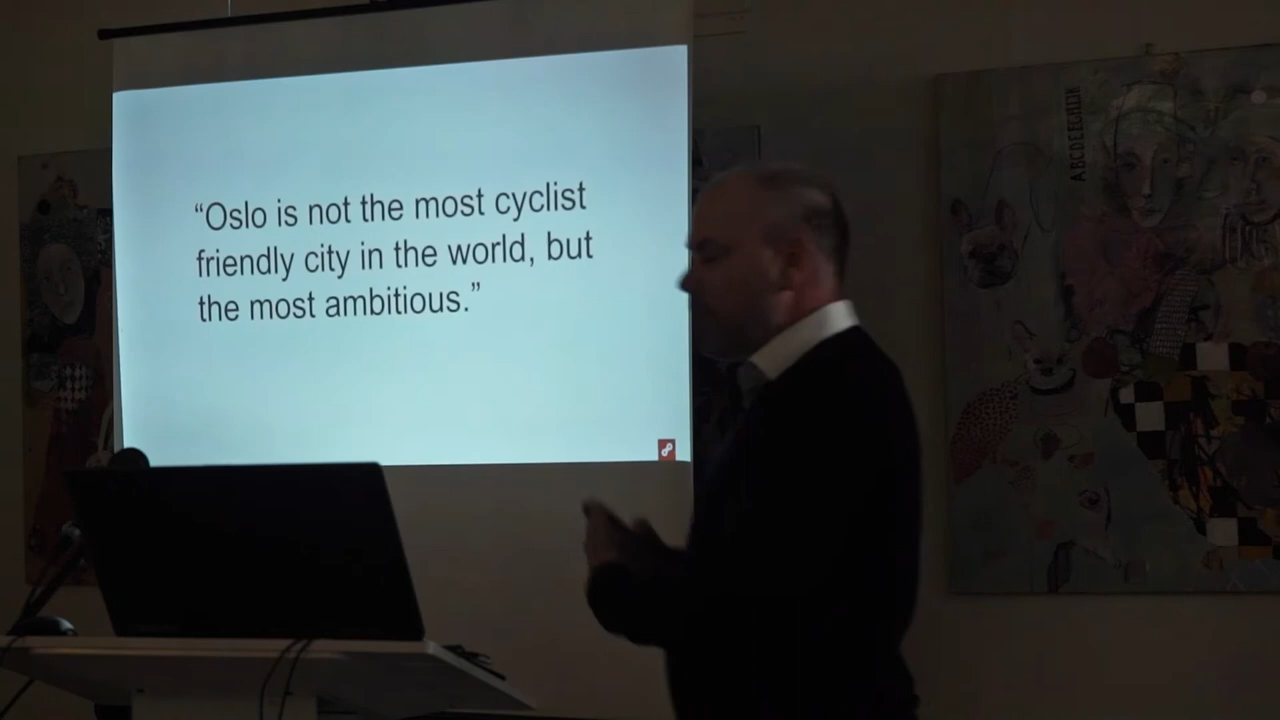 “Oslo is not the most cyclist
friendly city in the world, but
the most ambitious.”